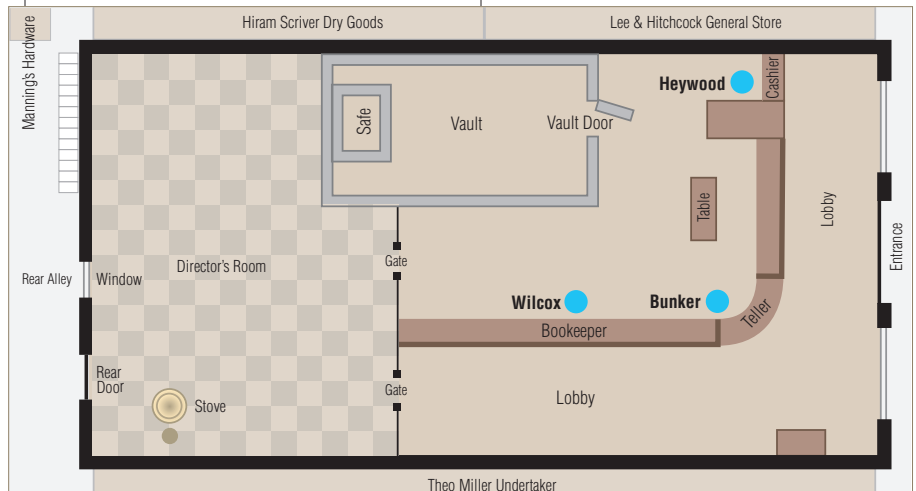 Hiram Scriver Dry Goods
Lee & Hitchcock General Store
Manning's Hardware
Heywood
Cashier
Safe
Vault
Vault Door
Table
Lobby
Entrance
Rear Alley
Window
Director's Room
Gate
Wilcox
Bunker
Teller
Bookeeper
Rear
Door
Stove
Gate
Lobby
Theo Miller Undertaker